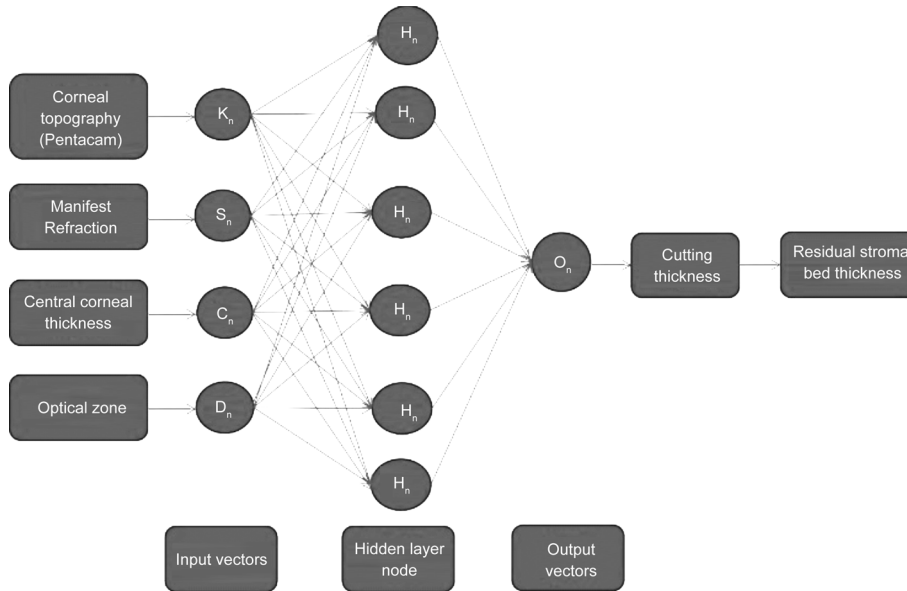 Corneal
topography
(Pentacam)
Manifest
Refraction
Central corneal
thickness
Optical zone
Kn
Sn
Cn
Dn
Hn
Hn
Hn
Hn
Hn
Hn
On
Cutting
thickness
Residual stroma
bed thickness
Input vectors
Hidden layer
node
Output
vectors